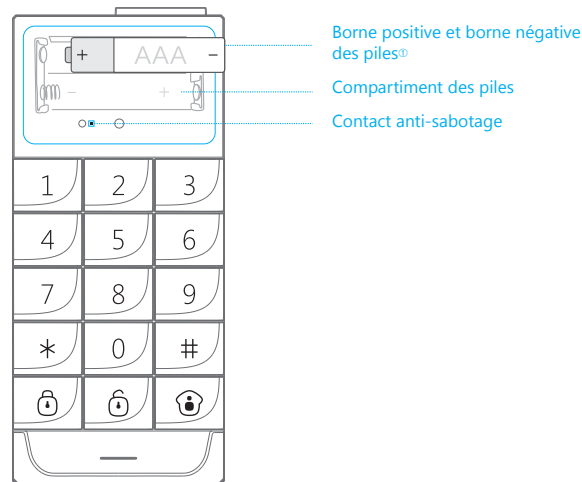 + AAA −
Borne positive et borne négative
des piles①
− +
Compartiment des piles
Contact anti-sabotage
1 2 3
4 5 6
7 8 9
* 0 #